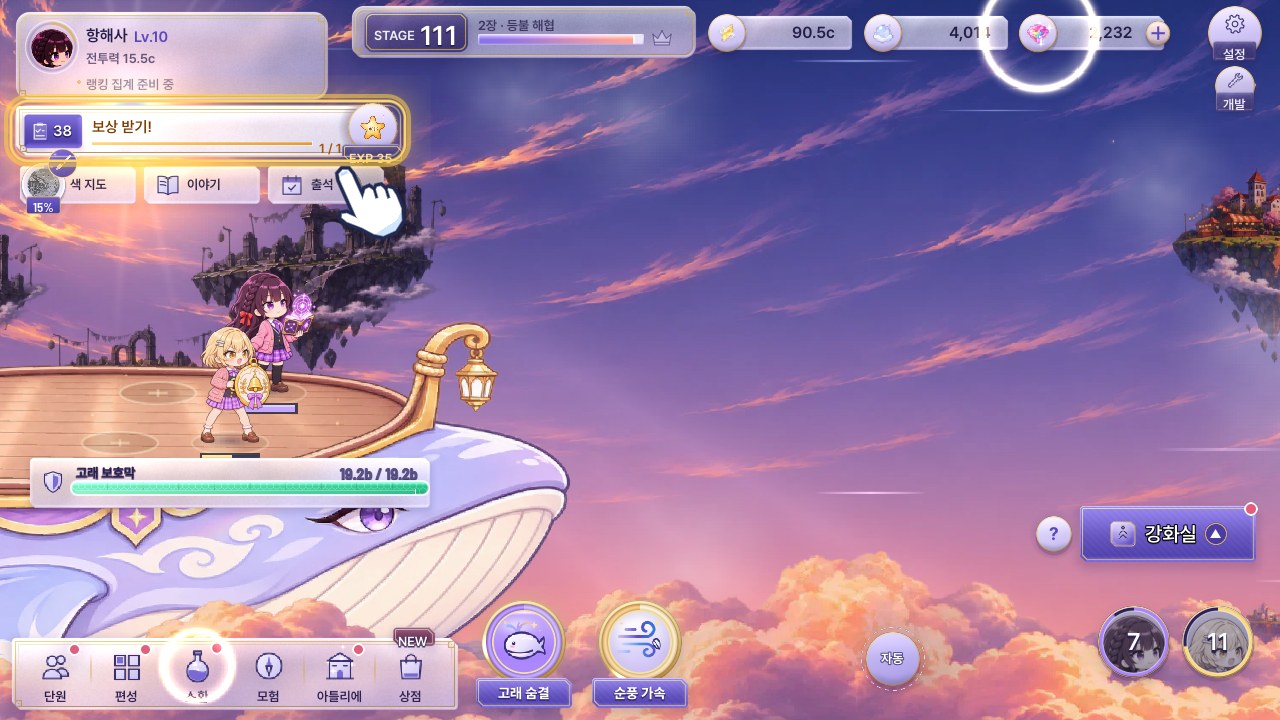 항해사 Lv.10
전투력 15.5c
* 랭킹 집계 준비 중
STAGE 111
2장 · 등불 해협
90.5c
설정
개발
38
보상 받기!
1 / 1
EXP 35
색 지도
15%
이야기
출석
고래 보호막
19.2b / 19.2b
?
강화실
NEW
단원
편성
모험
아틀리에
상점
고래 숨결
순풍 가속
자동
7
11